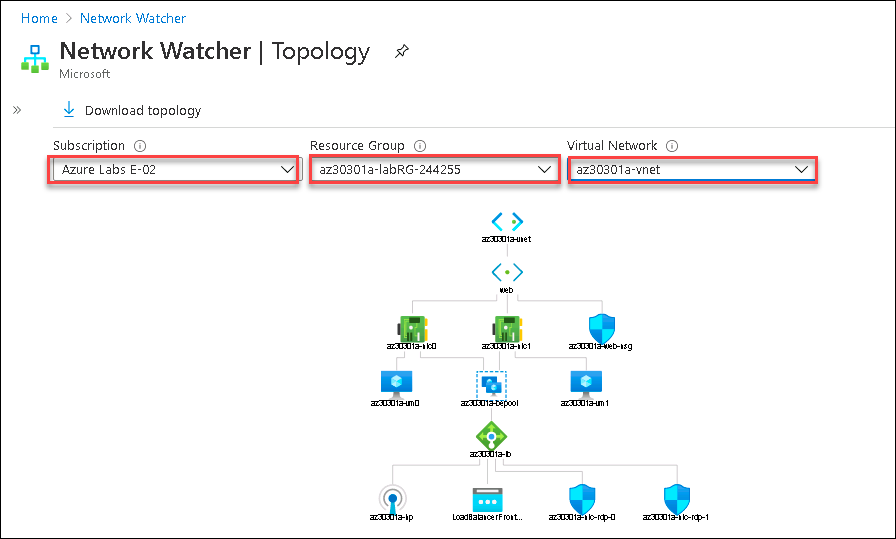 Home > Network Watcher
Network Watcher | Topology
Microsoft
» Download topology
Subscription Resource Group Virtual Network
Azure Labs E-02 az30301a-labRG-244255 az30301a-vnet
az30301a-vnet
web
az30301a-nic0 az30301a-nic1 az30301a-web-nsg
az30301a-vm0 az30301a-bepool az30301a-vm1
az30301a-lb
az30301a-hp LoadBalancerFront... az30301a-nic-rdp-0 az30301a-nic-rdp-1